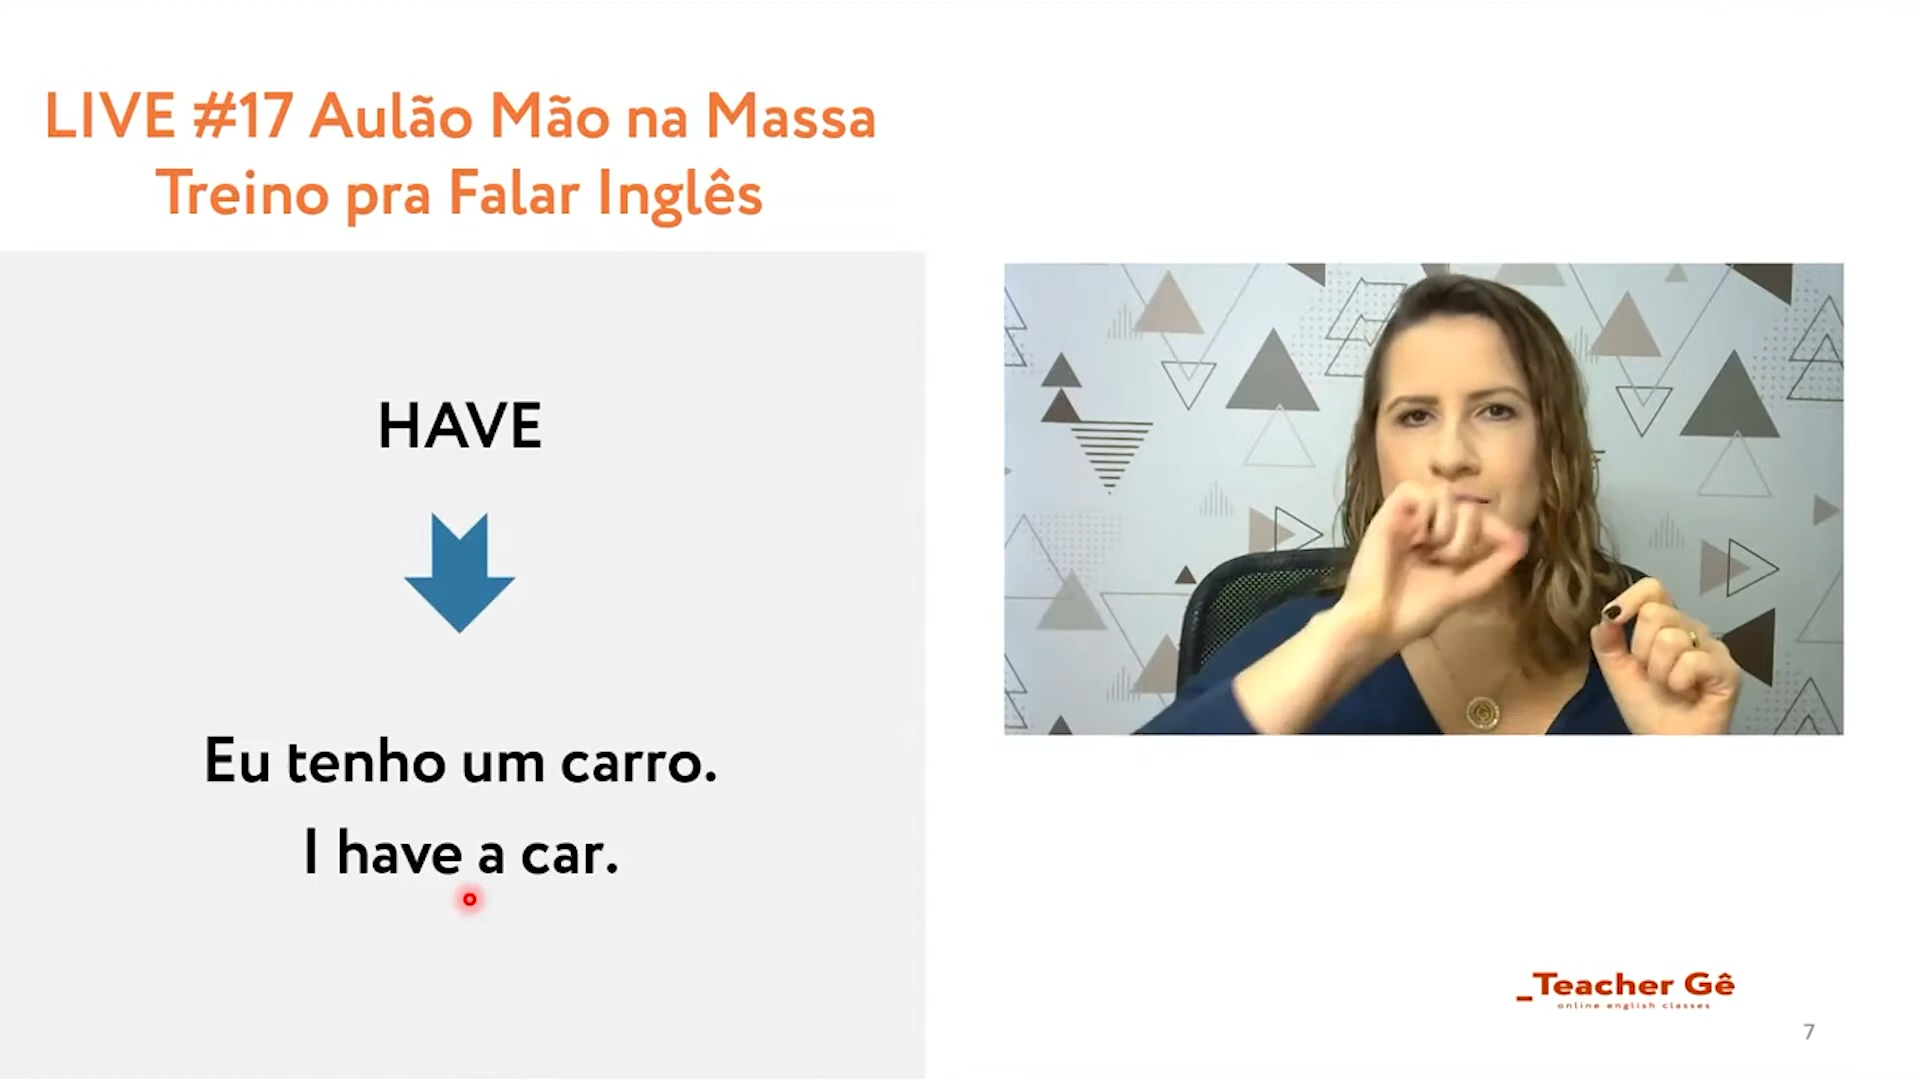 LIVE #17 Aulão Mão na Massa
Treino pra Falar Inglês
HAVE
Eu tenho um carro.
I have a car.
_Teacher Gê
online english classes
7